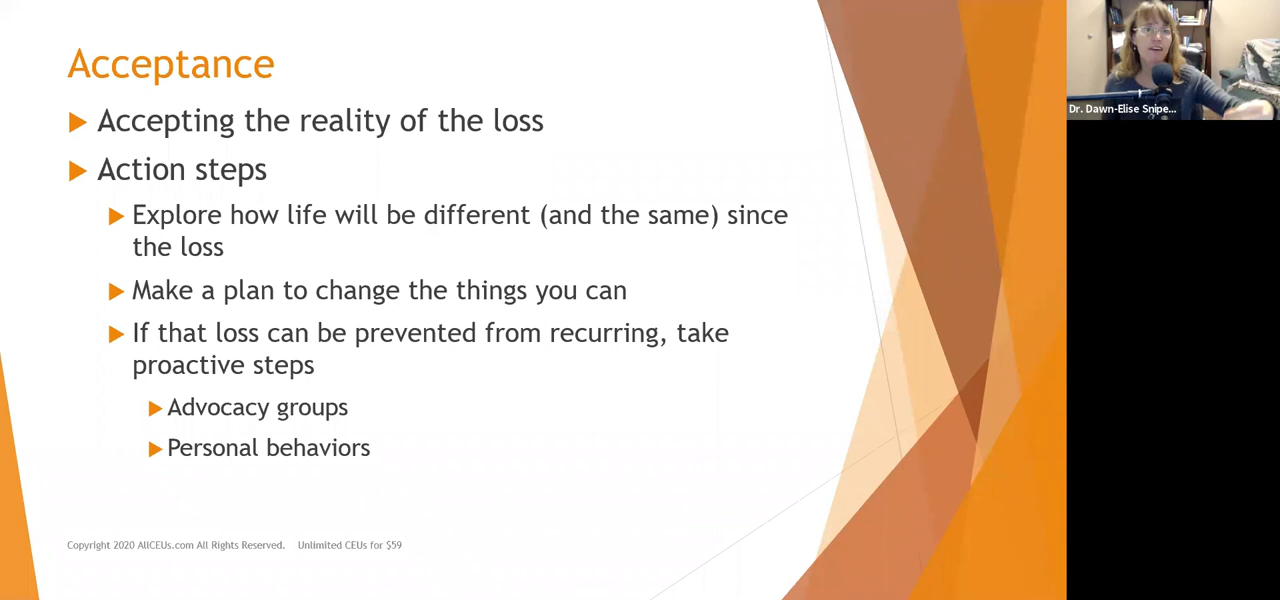 Acceptance
Accepting the reality of the loss
Action steps
Explore how life will be different (and the same) since
the loss
Make a plan to change the things you can
If that loss can be prevented from recurring, take
proactive steps
Advocacy groups
Personal behaviors
Copyright 2020 AllCEUs.com All Rights Reserved. Unlimited CEUs for $59
Dr. Dawn-Elise Snipe...